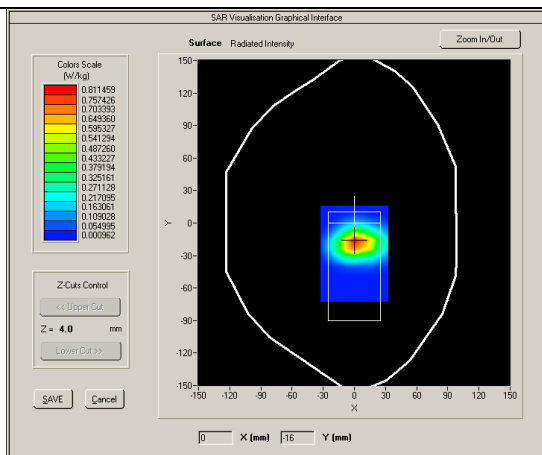 SAR Visualisation Graphical Interface
Surface Radiated Intensity
Zoom In/Out
Colors Scale
(W/kg)
0.811459
0.757426
0.703393
0.649360
0.595327
0.541294
0.487260
0.433227
0.379194
0.325161
0.271128
0.217095
0.163061
0.109028
0.054995
0.000962
Z-Cuts Control
<< Upper Cut
Z = 4.0 mm
Lower Cut >>
SAVE Cancel
150-
120-
90-
60-
30-
0-
-30-
-60-
-90-
-120-
-150-
Y
-150 -120 -90 -60 -30 0 30 60 90 120 150
X
0 X (mm) -16 Y (mm)